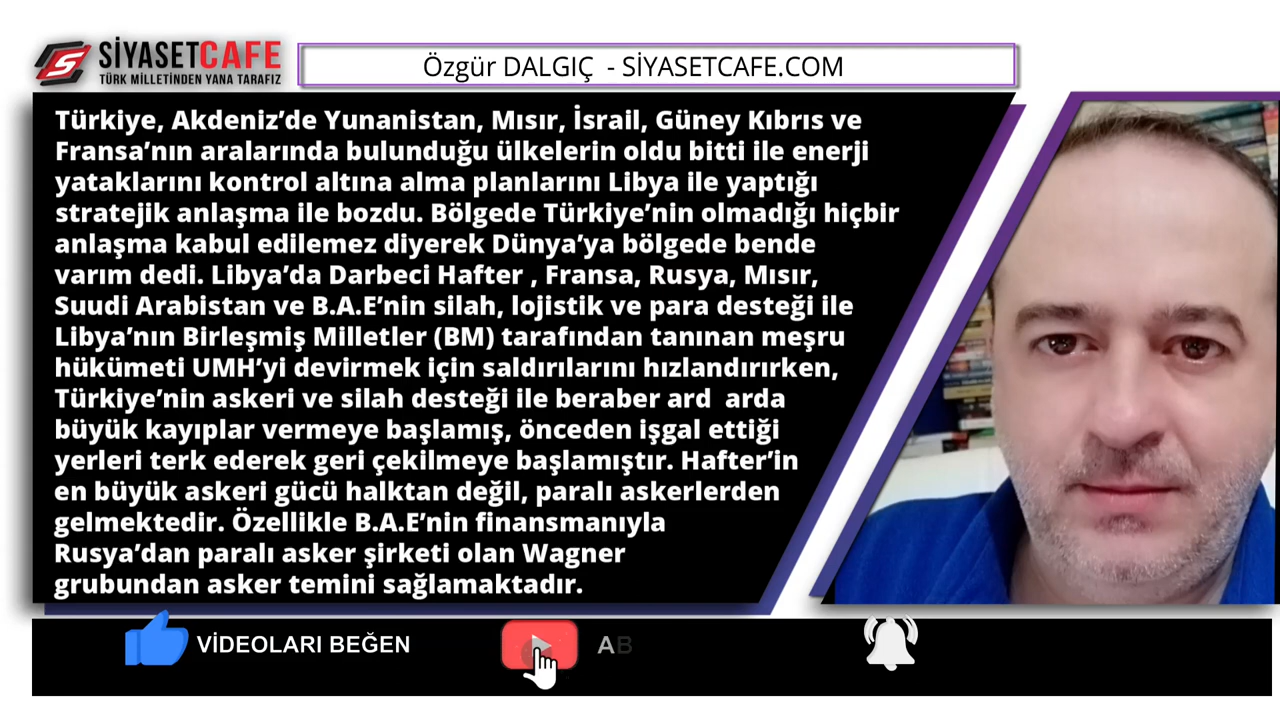 SİYASETCAFE
TÜRK MİLLETİNDEN YANA TARAFIZ
Özgür DALGIÇ - SİYASETCAFE.COM
Türkiye, Akdeniz’de Yunanistan, Mısır, İsrail, Güney Kıbrıs ve
Fransa’nın aralarında bulunduğu ülkelerin oldu bitti ile enerji
yataklarını kontrol altına alma planlarını Libya ile yaptığı
stratejik anlaşma ile bozdu. Bölgede Türkiye’nin olmadığı hiçbir
anlaşma kabul edilemez diyerek Dünya’ya bölgede bende
varım dedi. Libya’da Darbeci Hafter , Fransa, Rusya, Mısır,
Suudi Arabistan ve B.A.E’nin silah, lojistik ve para desteği ile
Libya’nın Birleşmiş Milletler (BM) tarafından tanınan meşru
hükümeti UMH’yi devirmek için saldırılarını hızlandırırken,
Türkiye’nin askeri ve silah desteği ile beraber ard arda
büyük kayıplar vermeye başlamış, önceden işgal ettiği
yerleri terk ederek geri çekilmeye başlamıştır. Hafter’in
en büyük askeri gücü halktan değil, paralı askerlerden
gelmektedir. Özellikle B.A.E’nin finansmanıyla
Rusya’dan paralı asker şirketi olan Wagner
grubundan asker temini sağlamaktadır.
VİDEOLARI BEĞEN
AB